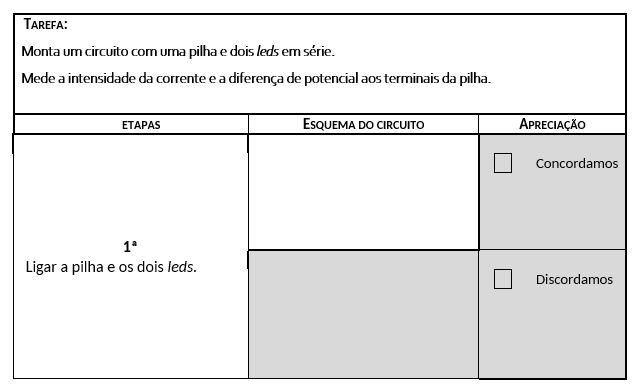 TAREFA:
Monta um circuito com uma pilha e dois leds em série.
Mede a intensidade da corrente e a diferença de potencial aos terminais da pilha.
ETAPAS
ESQUEMA DO CIRCUITO
APRECIAÇÃO
1ª
Ligar a pilha e os dois leds.
Concordamos
Discordamos